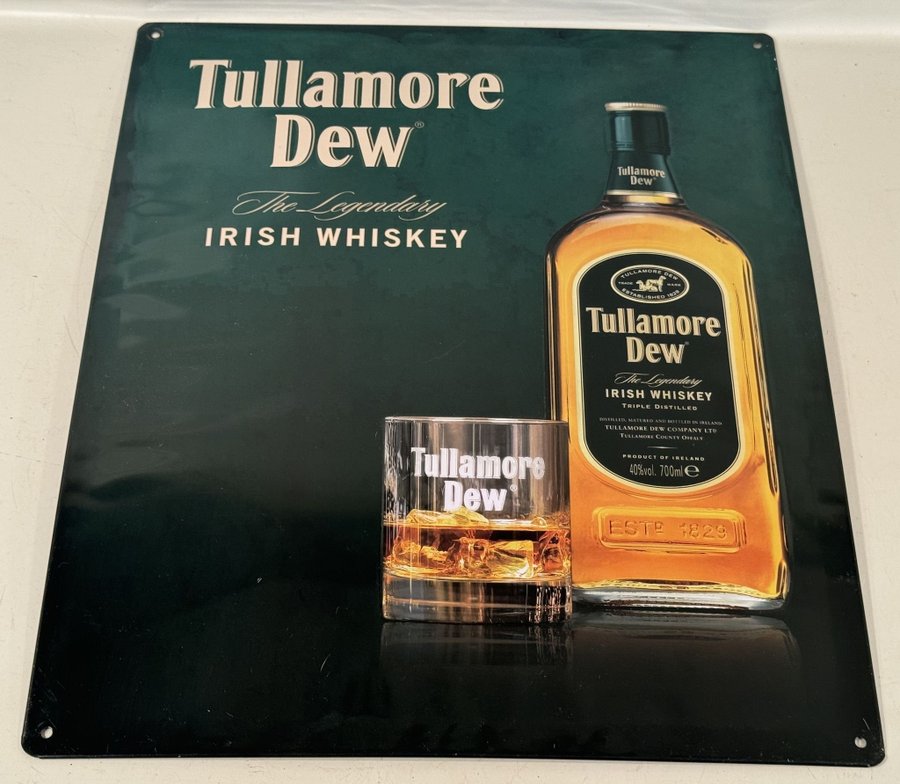 Tullamore
Dew®
The Legendary
IRISH WHISKEY
Tullamore
Dew
TULLAMORE DEW
TRADE MARK
ESTABLISHED 1829
Tullamore
Dew®
The Legendary
IRISH WHISKEY
TRIPLE DISTILLED
DISTILLED, MATURED AND BOTTLED IN IRELAND
TULLAMORE DEW COMPANY LTD
TULLAMORE COUNTY OFFALY
PRODUCT OF IRELAND
40%vol. 700ml e
ESTD 1829
Tullamore
Dew®